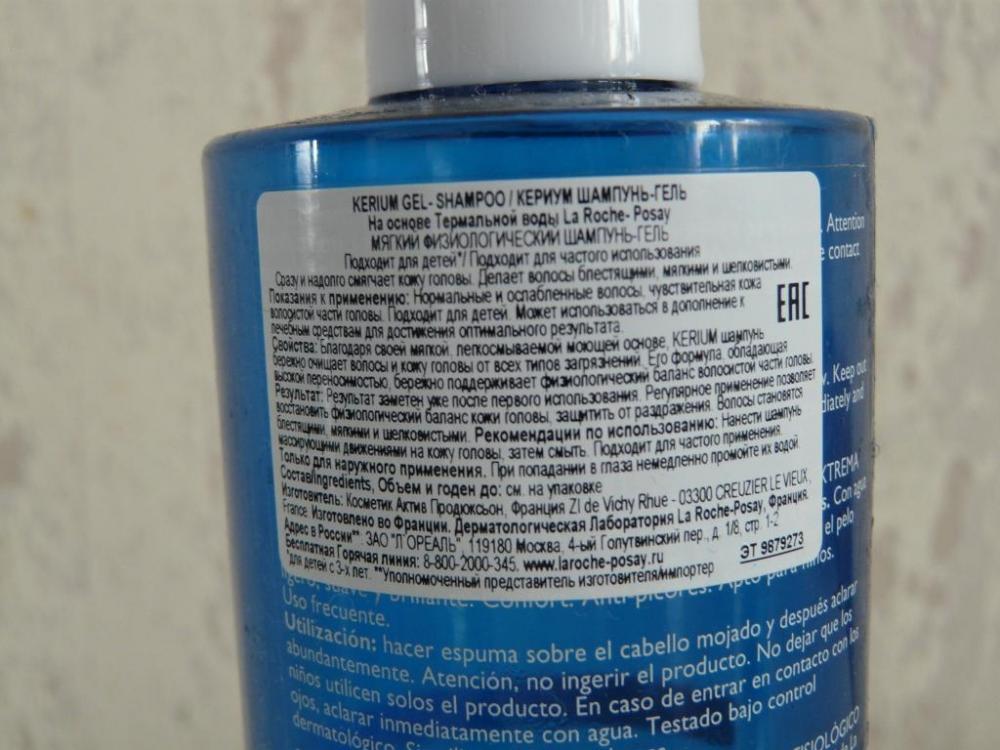 KERIUM GEL- SHAMPOO / КЕРИУМ ШАМПУНЬ-ГЕЛЬ
На основе Термальной воды La Roche- Posay
МЯГКИЙ ФИЗИОЛОГИЧЕСКИЙ ШАМПУНЬ-ГЕЛЬ
Подходит для детей*/ Подходит для частого использования
Сразу и надолго смягчает кожу головы. Делает волосы блестящими, мягкими и шелковистыми.
Показания к применению: Нормальные и ослабленные волосы, чувствительная кожа
волосистой части головы. Подходит для детей. Может использоваться в дополнение к
лечебным средствам для достижения оптимального результата.
EAC
Свойства: Благодаря своей мягкой, легкосмываемой моющей основе, KERIUM шампунь
бережно очищает волосы и кожу головы от всех типов загрязнений. Его формула, обладающая
высокой переносимостью, бережно поддерживает физиологический баланс волосистой части головы.
Результат: Результат заметен уже после первого использования. Регулярное применение позволяет
восстановить физиологический баланс кожи головы, защитить от раздражения. Волосы становятся
блестящими, мягкими и шелковистыми. Рекомендации по использованию: Нанести шампунь
массирующими движениями на кожу головы, затем смыть. Подходит для частого применения.
Только для наружного применения. При попадании в глаза немедленно промойте их водой.
Состав/Ingredients, Объем и годен до: см. на упаковке
Изготовитель: Косметик Актив Продюксьон, Франция ZI de Vichy Rhue - 03300 CREUZIER LE VIEUX,
France. Изготовлено во Франции. Дерматологическая Лаборатория La Roche-Posay, Франция.
Адрес в России**: ЗАО "Л'ОРЕАЛЬ", 119180 Москва, 4-ый Голутвинский пер., д. 1/8, стр. 1-2
Бесплатная Горячая линия: 8-800-2000-345. www.laroche-posay.ru
*для детей с 3-х лет. **Уполномоченный представитель изготовителя/импортер
ЭТ 9879273
. Attention
contact
. Keep out
diately and
XTREMA
s. Con agua
el pelo
ligero, suave y brillante. Confort. Anti-picores. Apto para niños.
Uso frecuente.
Utilización: hacer espuma sobre el cabello mojado y después aclarar
abundantemente. Atención, no ingerir el producto. No dejar que los
niños utilicen solos el producto. En caso de entrar en contacto con los
ojos, aclarar inmediatamente con agua. Testado bajo control
dermatológico.
FISIOLÓGICO